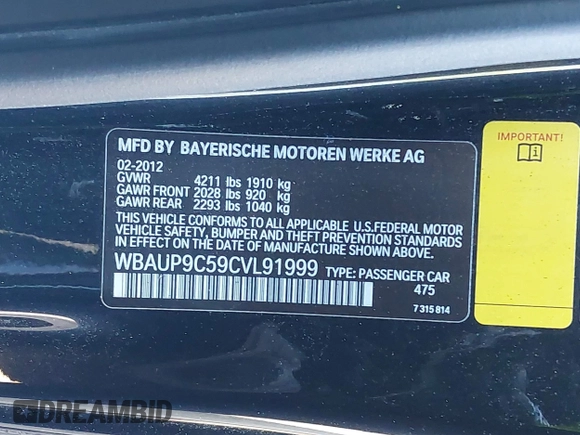 MFD BY BAYERISCHE MOTOREN WERKE AG
02-2012
GVWR 4211 lbs 1910 kg
GAWR FRONT 2028 lbs 920 kg
GAWR REAR 2293 lbs 1040 kg
THIS VEHICLE CONFORMS TO ALL APPLICABLE U.S.FEDERAL MOTOR
VEHICLE SAFETY, BUMPER AND THEFT PREVENTION STANDARDS
IN EFFECT ON THE DATE OF MANUFACTURE SHOWN ABOVE.
WBAUP9C59CVL91999 TYPE: PASSENGER CAR
475
7 315 814
IMPORTANT!
DREAMBID